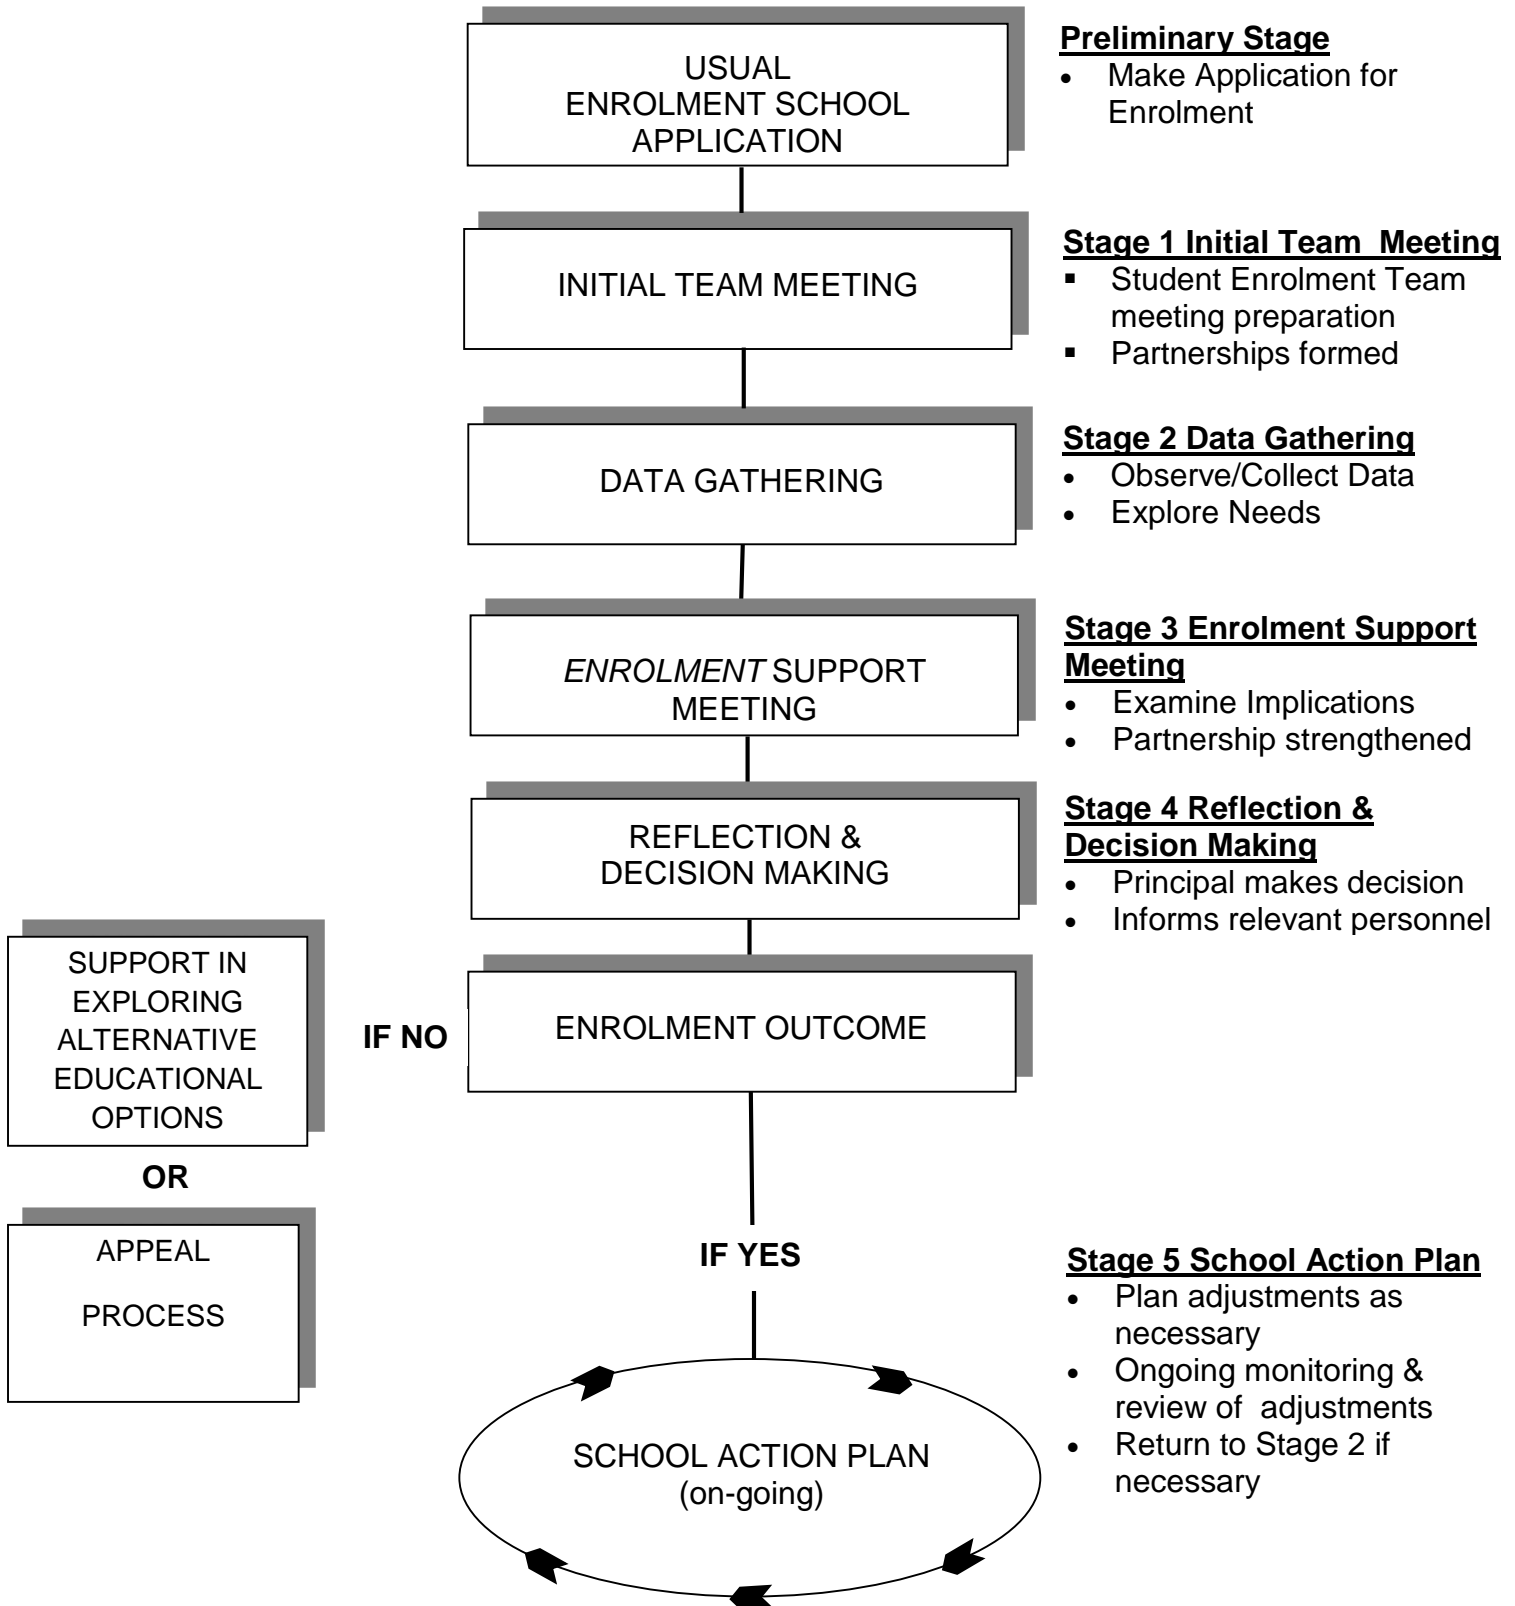 USUAL
ENROLMENT SCHOOL
APPLICATION
Preliminary Stage
• Make Application for
Enrolment
INITIAL TEAM MEETING
Stage 1 Initial Team  Meeting
▪ Student Enrolment Team
meeting preparation
▪ Partnerships formed
DATA GATHERING
Stage 2 Data Gathering
• Observe/Collect Data
• Explore Needs
ENROLMENT SUPPORT
MEETING
Stage 3 Enrolment Support
Meeting
• Examine Implications
• Partnership strengthened
REFLECTION &
DECISION MAKING
Stage 4 Reflection &
Decision Making
• Principal makes decision
• Informs relevant personnel
ENROLMENT OUTCOME
IF NO
SUPPORT IN
EXPLORING
ALTERNATIVE
EDUCATIONAL
OPTIONS
OR
APPEAL
PROCESS
IF YES
SCHOOL ACTION PLAN
(on-going)
Stage 5 School Action Plan
• Plan adjustments as
necessary
• Ongoing monitoring &
review of  adjustments
• Return to Stage 2 if
necessary